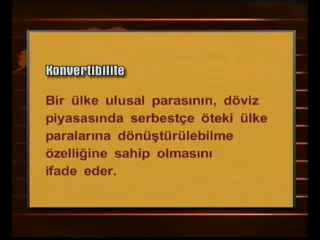 Konvertibilite
Bir ülke ulusal parasının, döviz
piyasasında serbestçe öteki ülke
paralarına dönüştürülebilme
özelliğine sahip olmasını
ifade eder.